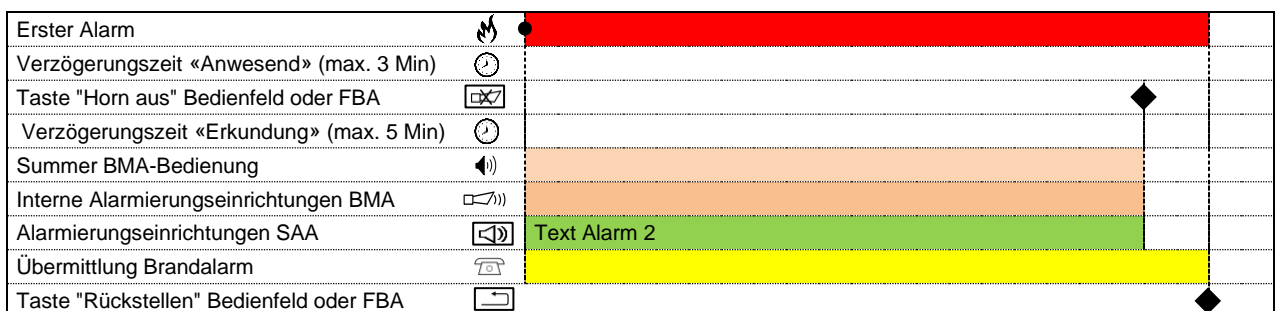 Erster Alarm
Verzögerungszeit «Anwesend» (max. 3 Min)
Taste "Horn aus" Bedienfeld oder FBA
Verzögerungszeit «Erkundung» (max. 5 Min)
Summer BMA-Bedienung
Interne Alarmierungseinrichtungen BMA
Alarmierungseinrichtungen SAA Text Alarm 2
Übermittlung Brandalarm
Taste "Rückstellen" Bedienfeld oder FBA